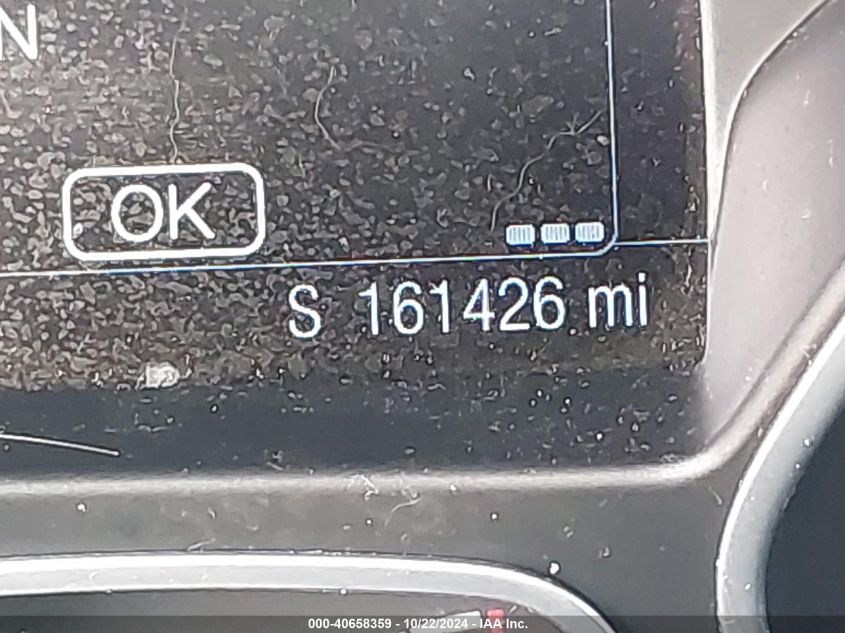 N
OK
S 161426 mi
000-40658359 - 10/22/2024 - IAA Inc.